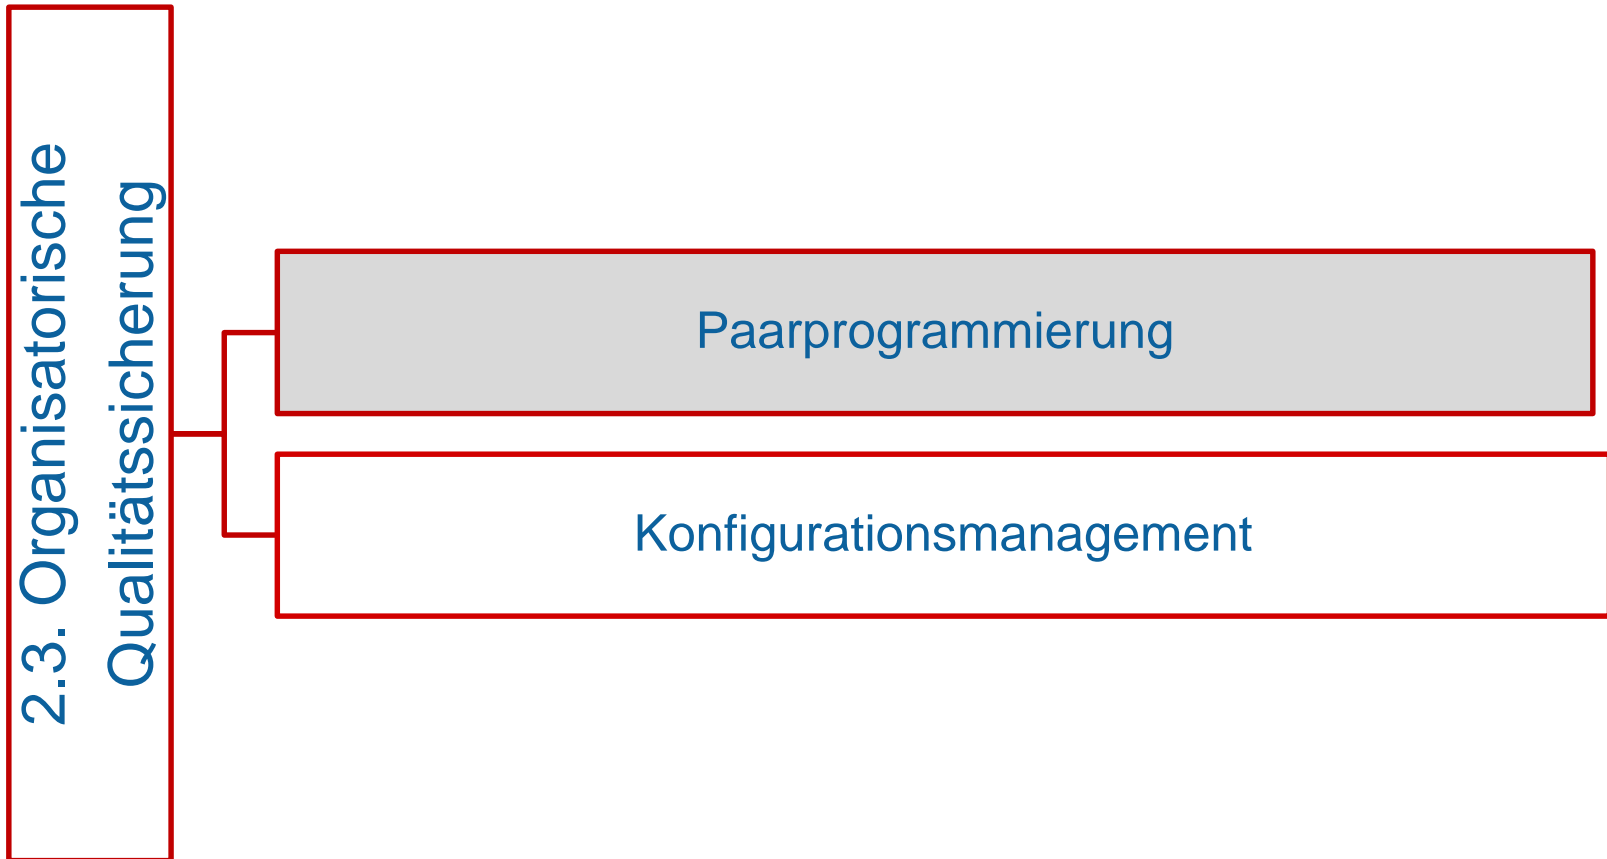 2.3. Organisatorische
Qualitätssicherung
Paarprogrammierung
Konfigurationsmanagement